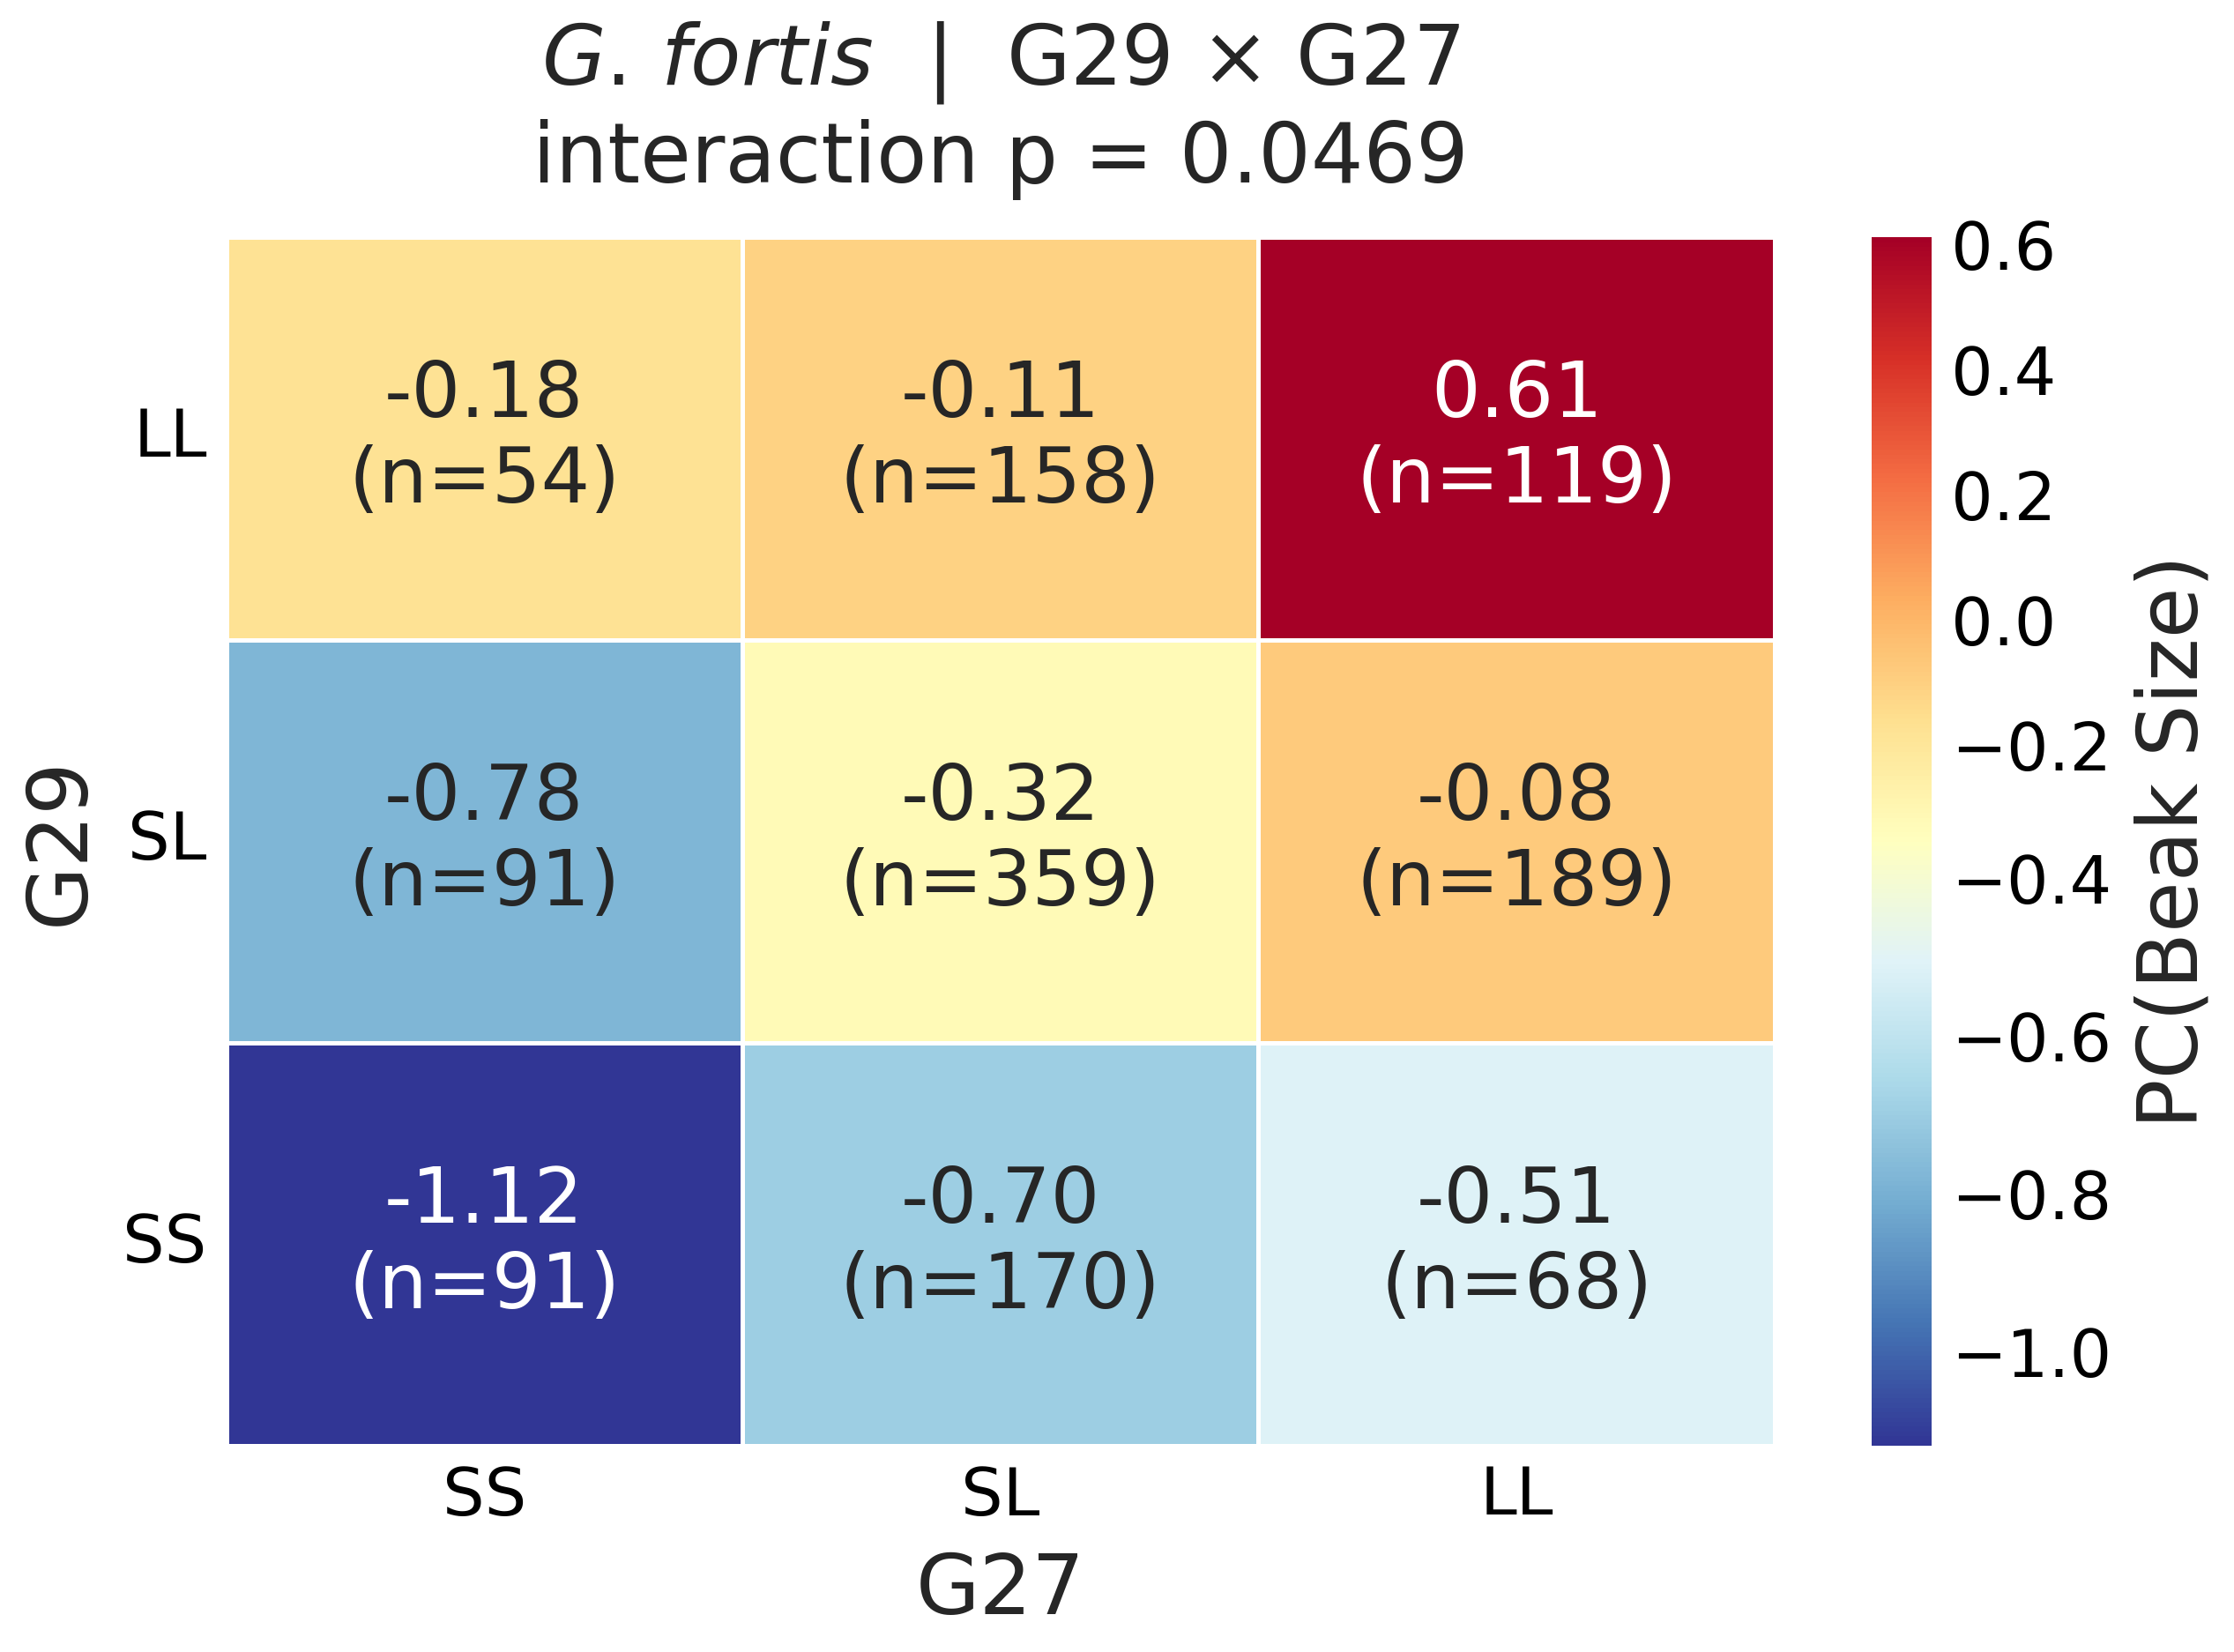 G. fortis | G29 × G27
interaction p = 0.0469
LL
-0.18
(n=54)
-0.11
(n=158)
0.61
(n=119)
SL
-0.78
(n=91)
-0.32
(n=359)
-0.08
(n=189)
SS
-1.12
(n=91)
-0.70
(n=170)
-0.51
(n=68)
G29
SS
SL
LL
G27
0.6
0.4
0.2
0.0
−0.2
−0.4
−0.6
−0.8
−1.0
PC(Beak Size)